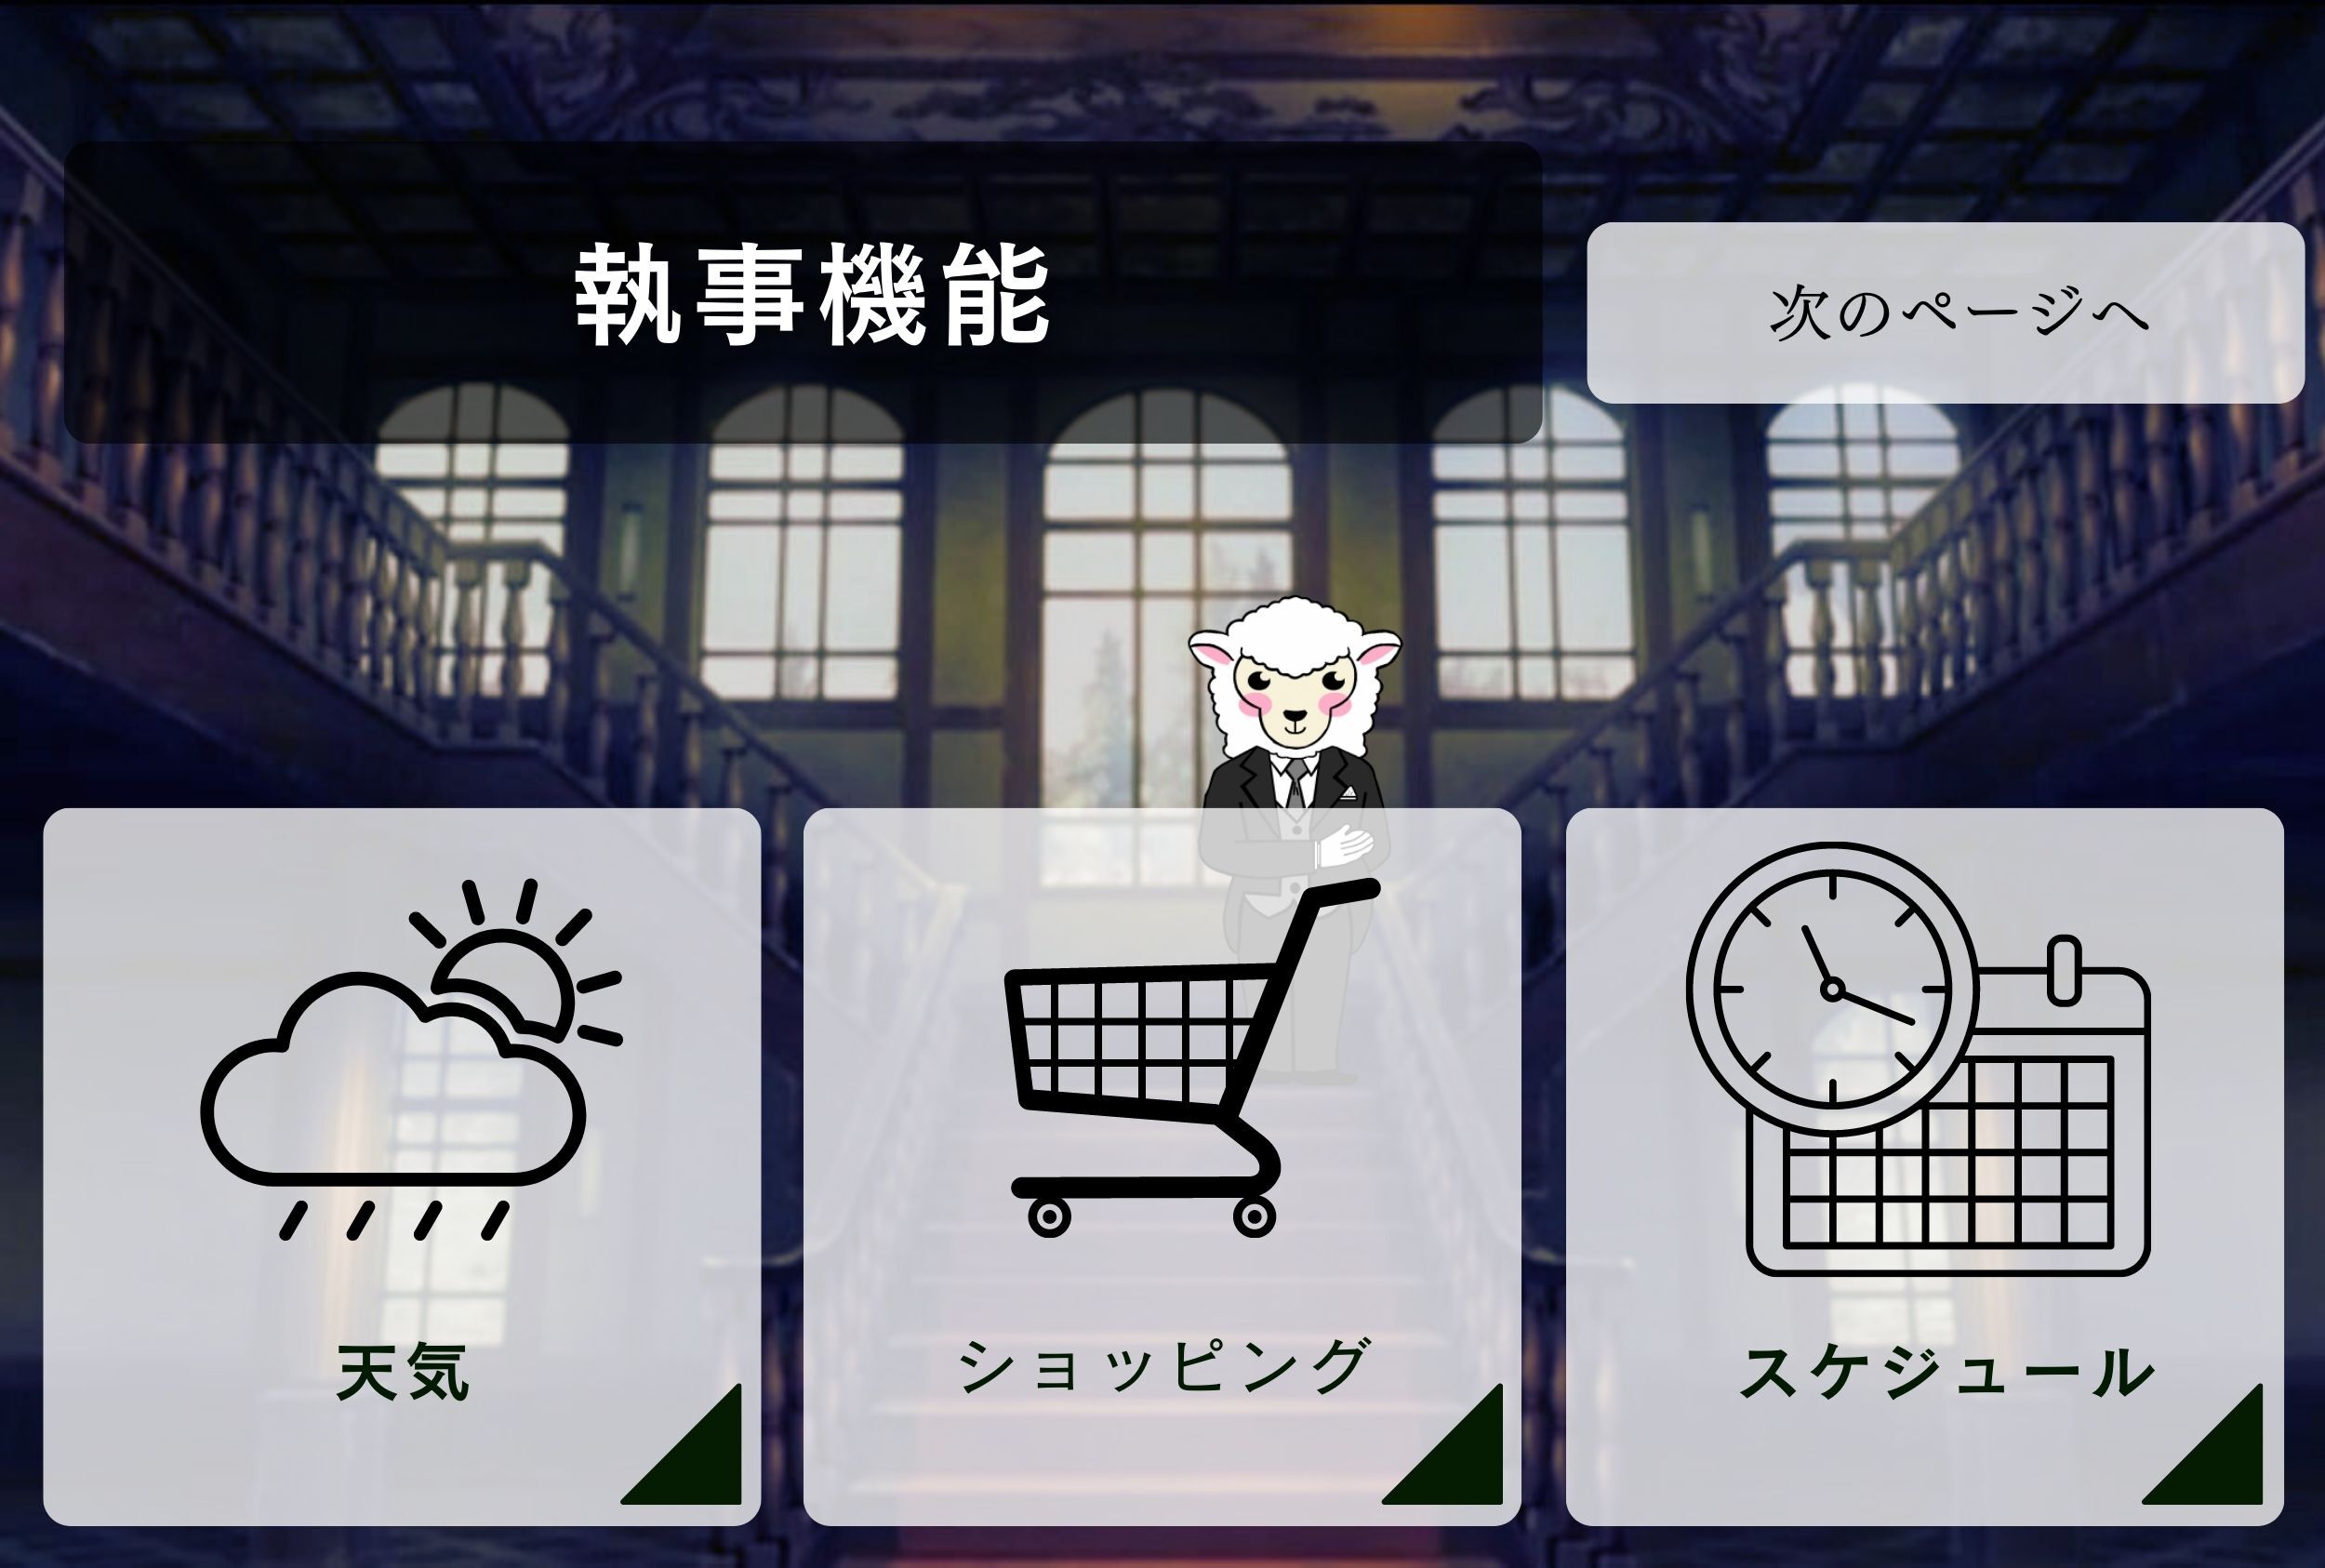 執事機能
次のページへ
天気
ショッピング
スケジュール